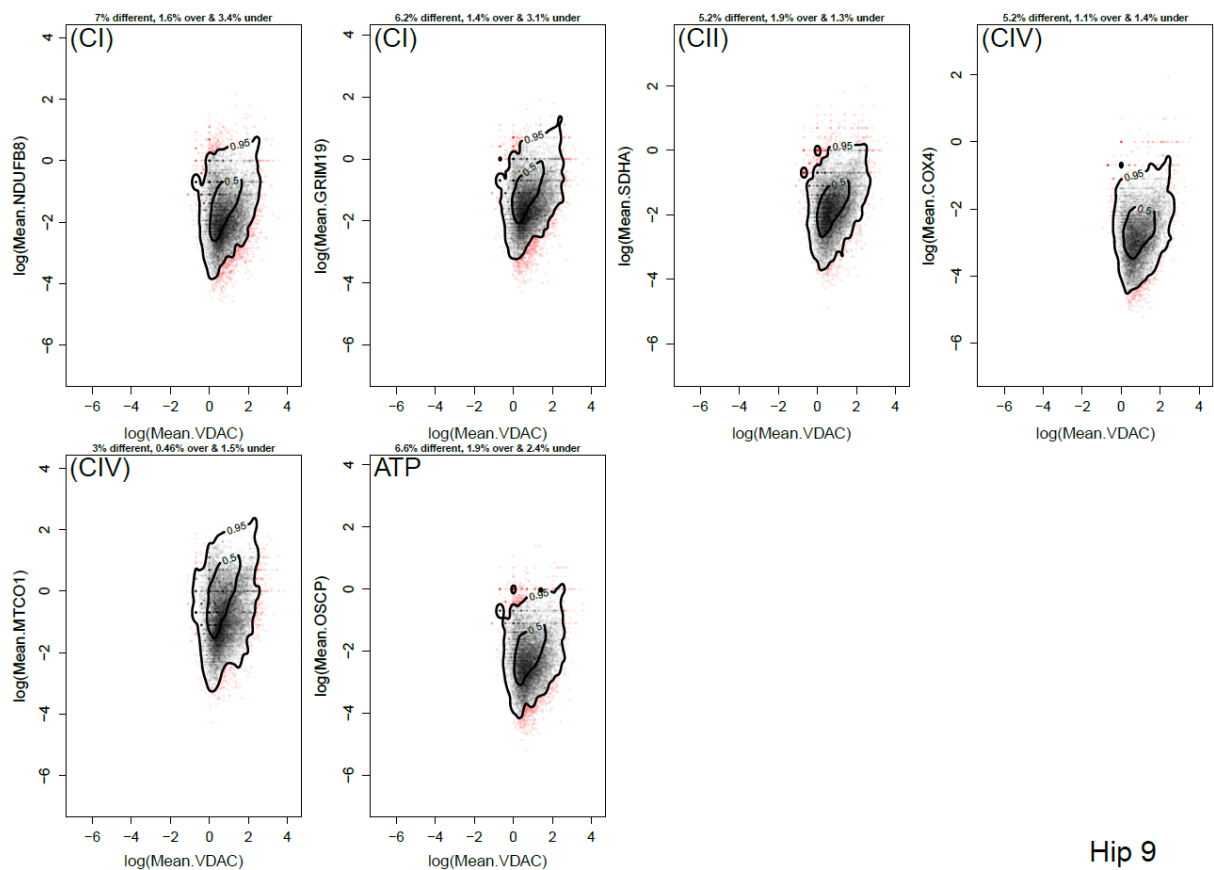 7% different, 1.6% over & 3.4% under
(CI)
log(Mean.NDUFB8)
4
2
0
−2
−4
−6
0.95
0.5
−6 −4 −2 0 2 4
log(Mean.VDAC)
6.2% different, 1.4% over & 3.1% under
(CI)
log(Mean.GRIM19)
4
2
0
−2
−4
−6
0.95
0.5
−6 −4 −2 0 2 4
log(Mean.VDAC)
5.2% different, 1.9% over & 1.3% under
(CII)
log(Mean.SDHA)
2
0
−2
−4
−6
0.95
0.5
−6 −4 −2 0 2 4
log(Mean.VDAC)
5.2% different, 1.1% over & 1.4% under
(CIV)
log(Mean.COX4)
2
0
−2
−4
−6
0.95
0.5
−6 −4 −2 0 2 4
log(Mean.VDAC)
3% different, 0.46% over & 1.5% under
(CIV)
log(Mean.MTCO1)
4
2
0
−2
−4
−6
0.95
0.5
−6 −4 −2 0 2 4
log(Mean.VDAC)
6.6% different, 1.9% over & 2.4% under
ATP
log(Mean.OSCP)
4
2
0
−2
−4
−6
0.95
0.5
−6 −4 −2 0 2 4
log(Mean.VDAC)
Hip 9